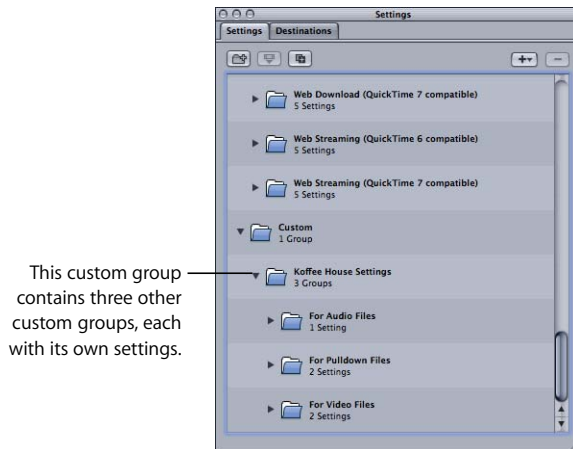 Settings
Settings Destinations
Web Download (QuickTime 7 compatible)
5 Settings
Web Streaming (QuickTime 6 compatible)
5 Settings
Web Streaming (QuickTime 7 compatible)
5 Settings
Custom
1 Group
This custom group
contains three other
custom groups, each
with its own settings.
Koffee House Settings
3 Groups
For Audio Files
1 Setting
For Pulldown Files
2 Settings
For Video Files
2 Settings